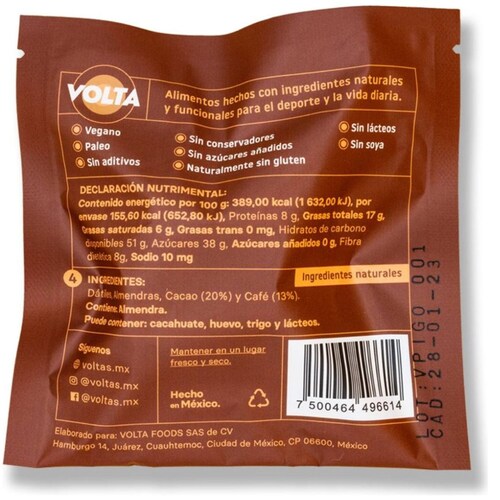 VOLTA
Alimentos hechos con ingredientes naturales
y funcionales para el deporte y la vida diaria.
Vegano
Paleo
Sin aditivos
Sin conservadores
Sin azúcares añadidos
Naturalmente sin gluten
Sin lácteos
Sin soya
DECLARACIÓN NUTRIMENTAL:
Contenido energético por 100 g: 389,00 kcal (1 632,00 kJ), por
envase 155,60 kcal (652,80 kJ), Proteínas 8 g, Grasas totales 17 g,
Grasas saturadas 6 g, Grasas trans 0 mg, Hidratos de carbono
disponibles 51 g, Azúcares 38 g, Azúcares añadidos 0 g, Fibra
dietética 8g, Sodio 10 mg
Ingredientes naturales
4 INGREDIENTES:
Dátiles, Almendras, Cacao (20%) y Café (13%).
Contiene: Almendra.
Puede contener: cacahuate, huevo, trigo y lácteos.
Síguenos
voltas.mx
@voltas.mx
@voltas.mx
Mantener en un lugar
fresco y seco.
Hecho
en México.
7 500464 496614
LOT:VPIGO-001
CAD:28-01-23
Elaborado para: VOLTA FOODS SAS de CV
Hamburgo 14, Juárez, Cuauhtemoc, Ciudad de México, CP 06600, México.